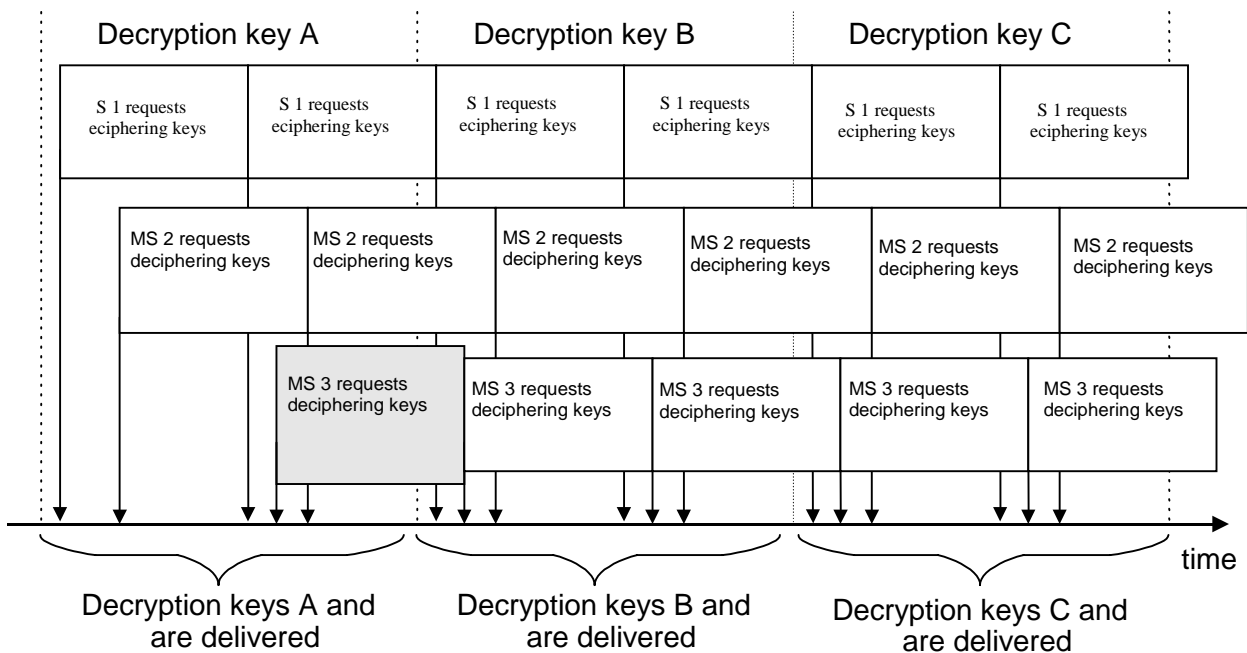 Decryption key A
Decryption key B
Decryption key C
S 1 requests
eciphering keys
S 1 requests
eciphering keys
S 1 requests
eciphering keys
S 1 requests
eciphering keys
S 1 requests
eciphering keys
S 1 requests
eciphering keys
MS 2 requests
deciphering keys
MS 2 requests
deciphering keys
MS 2 requests
deciphering keys
MS 2 requests
deciphering keys
MS 2 requests
deciphering keys
MS 2 requests
deciphering keys
MS 3 requests
deciphering keys
MS 3 requests
deciphering keys
MS 3 requests
deciphering keys
MS 3 requests
deciphering keys
MS 3 requests
deciphering keys
time
Decryption keys A and
are delivered
Decryption keys B and
are delivered
Decryption keys C and
are delivered